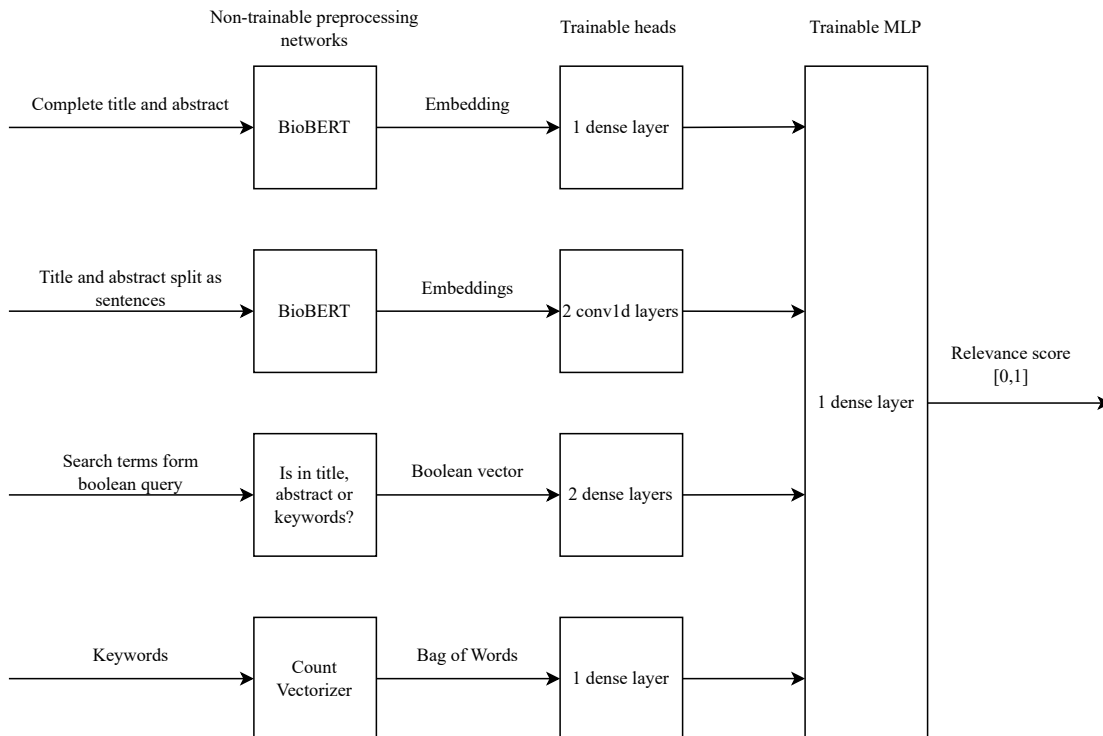 Non-trainable preprocessing
networks
Trainable heads
Trainable MLP
Complete title and abstract
BioBERT
Embedding
1 dense layer
Title and abstract split as
sentences
BioBERT
Embeddings
2 conv1d layers
Relevance score
[0,1]
1 dense layer
Search terms form
boolean query
Is in title,
abstract or
keywords?
Boolean vector
2 dense layers
Keywords
Count
Vectorizer
Bag of Words
1 dense layer